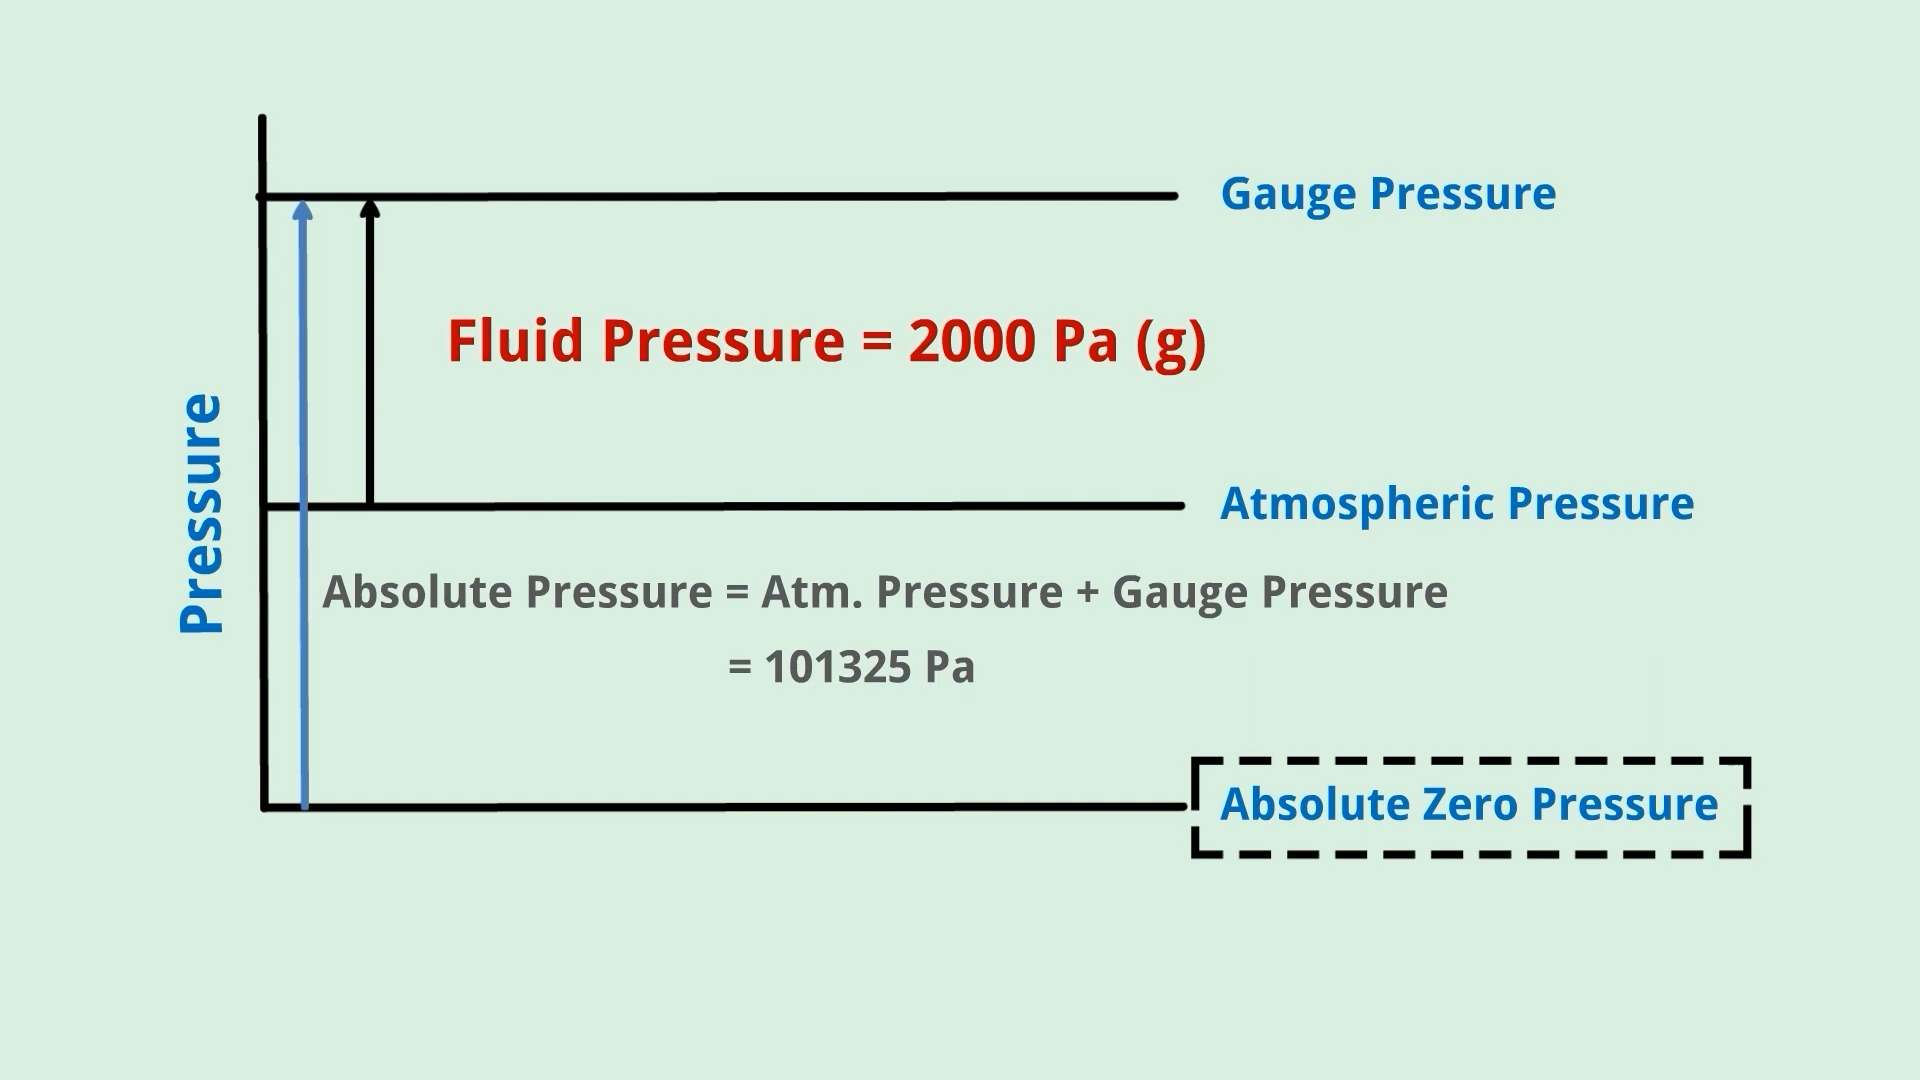 Gauge Pressure
Fluid Pressure = 2000 Pa (g)
Pressure
Atmospheric Pressure
Absolute Pressure = Atm. Pressure + Gauge Pressure
= 101325 Pa
Absolute Zero Pressure